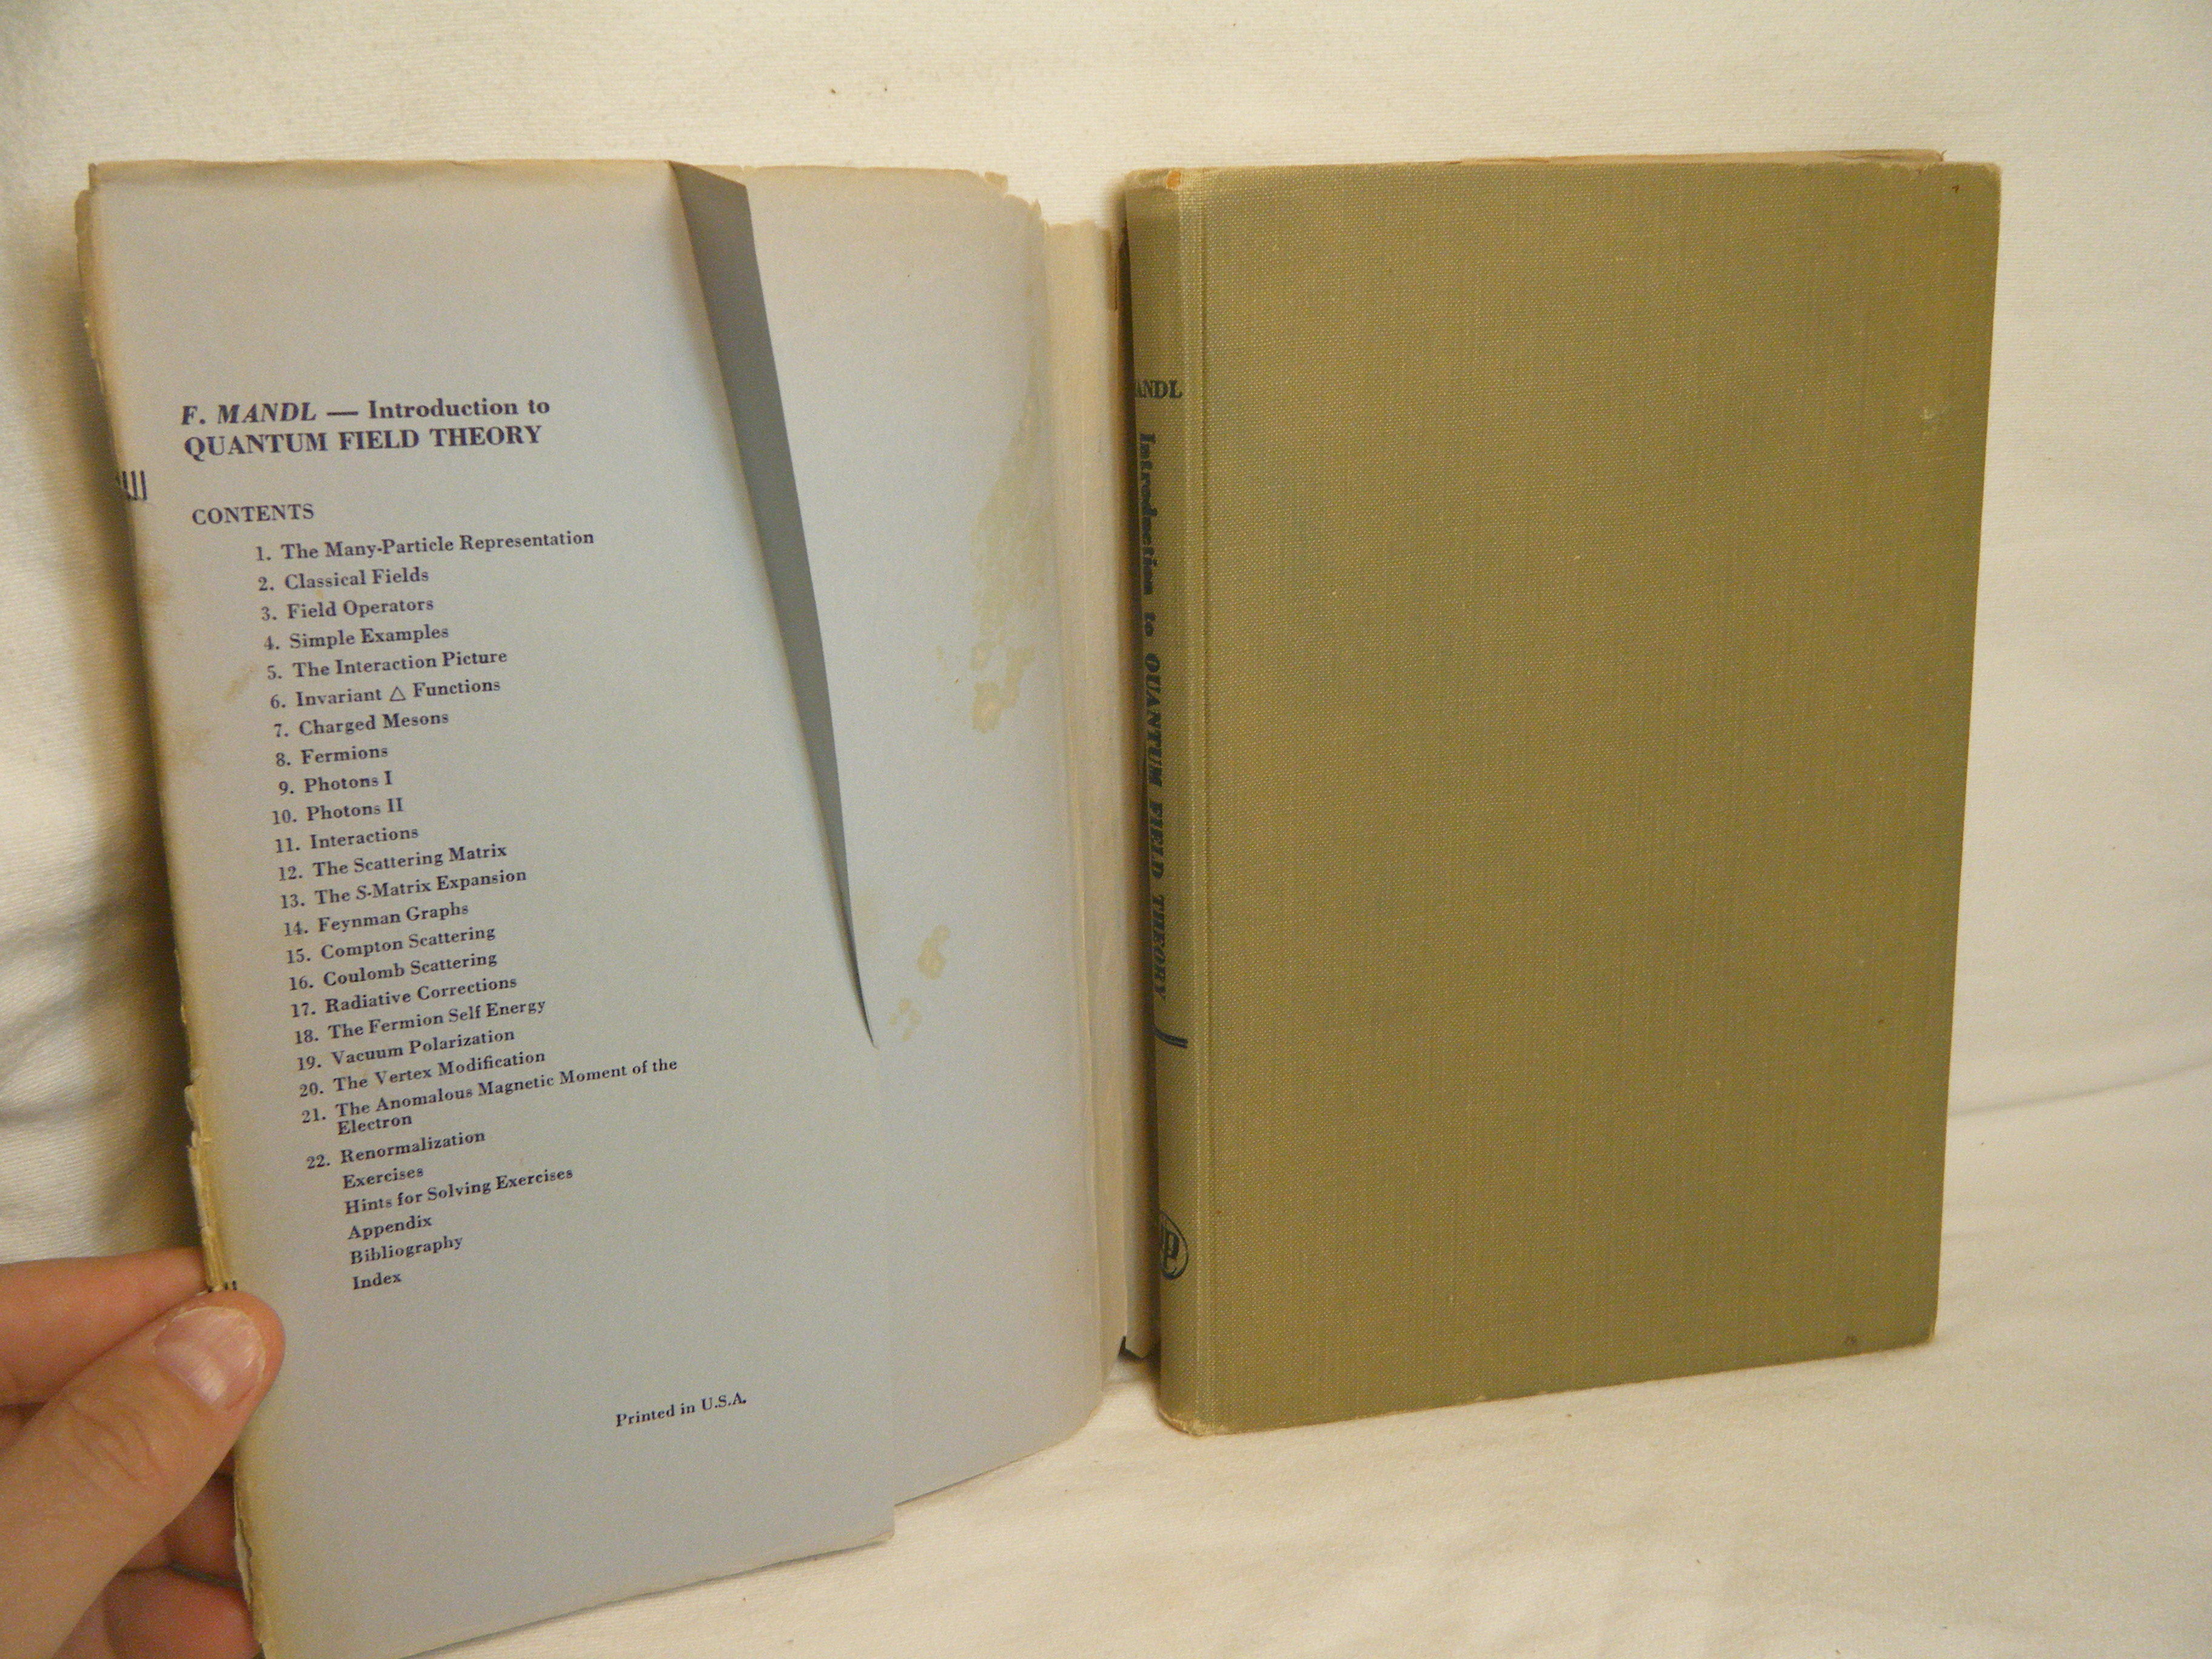 F. MANDL — Introduction to
QUANTUM FIELD THEORY
CONTENTS
1. The Many-Particle Representation
2. Classical Fields
3. Field Operators
4. Simple Examples
5. The Interaction Picture
6. Invariant △ Functions
7. Charged Mesons
8. Fermions
9. Photons I
10. Photons II
11. Interactions
12. The Scattering Matrix
13. The S-Matrix Expansion
14. Feynman Graphs
15. Compton Scattering
16. Coulomb Scattering
17. Radiative Corrections
18. The Fermion Self Energy
19. Vacuum Polarization
20. The Vertex Modification
21. The Anomalous Magnetic Moment of the
Electron
22. Renormalization
Exercises
Hints for Solving Exercises
Appendix
Bibliography
Index
Printed in U.S.A.
ANDL
Introduction to QUANTUM FIELD THEORY